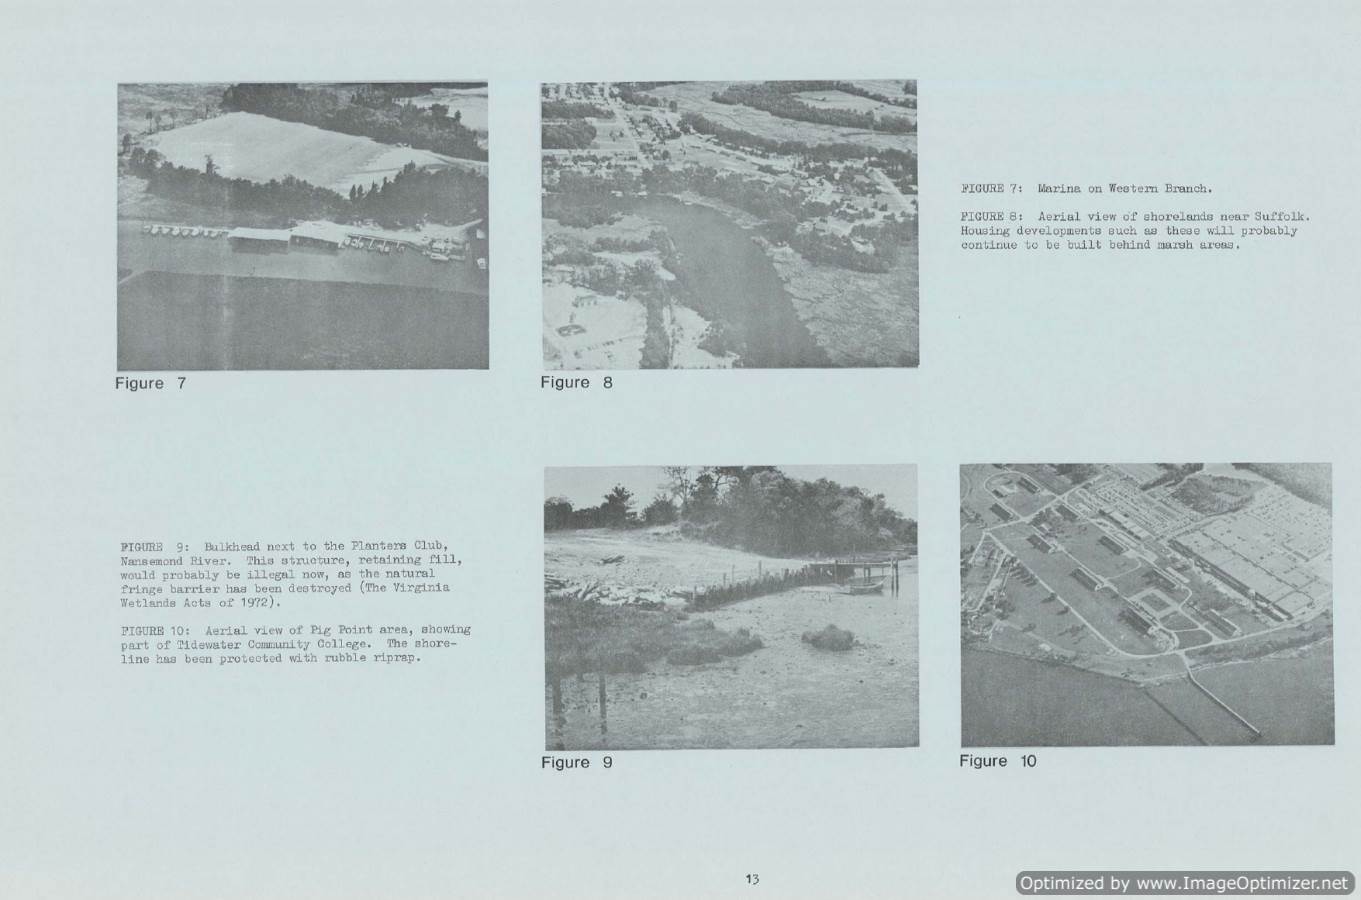 FIGURE 7: Marina on Western Branch.
FIGURE 8: Aerial view of shorelands near Suffolk.
Housing developments such as these will probably
continue to be built behind marsh areas.
Figure 7
Figure 8
FIGURE 9: Bulkhead next to the Planters Club,
Nansemond River. This structure, retaining fill,
would probably be illegal now, as the natural
fringe barrier has been destroyed (The Virginia
Wetlands Acts of 1972).
FIGURE 10: Aerial view of Pig Point area, showing
part of Tidewater Community College. The shore-
line has been protected with rubble riprap.
Figure 9
Figure 10
13
Optimized by www.ImageOptimizer.net